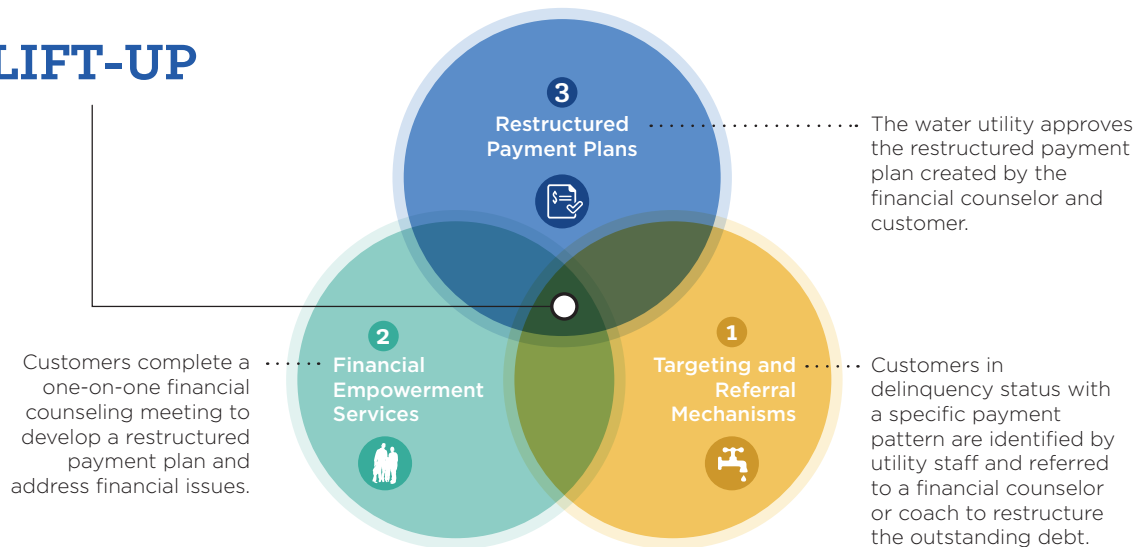 LIFT-UP
3
Restructured
Payment Plans
$=
The water utility approves
the restructured payment
plan created by the
financial counselor and
customer.
2
Financial
Empowerment
Services
Customers complete a
one-on-one financial
counseling meeting to
develop a restructured
payment plan and
address financial issues.
1
Targeting and
Referral
Mechanisms
Customers in
delinquency status with
a specific payment
pattern are identified by
utility staff and referred
to a financial counselor
or coach to restructure
the outstanding debt.